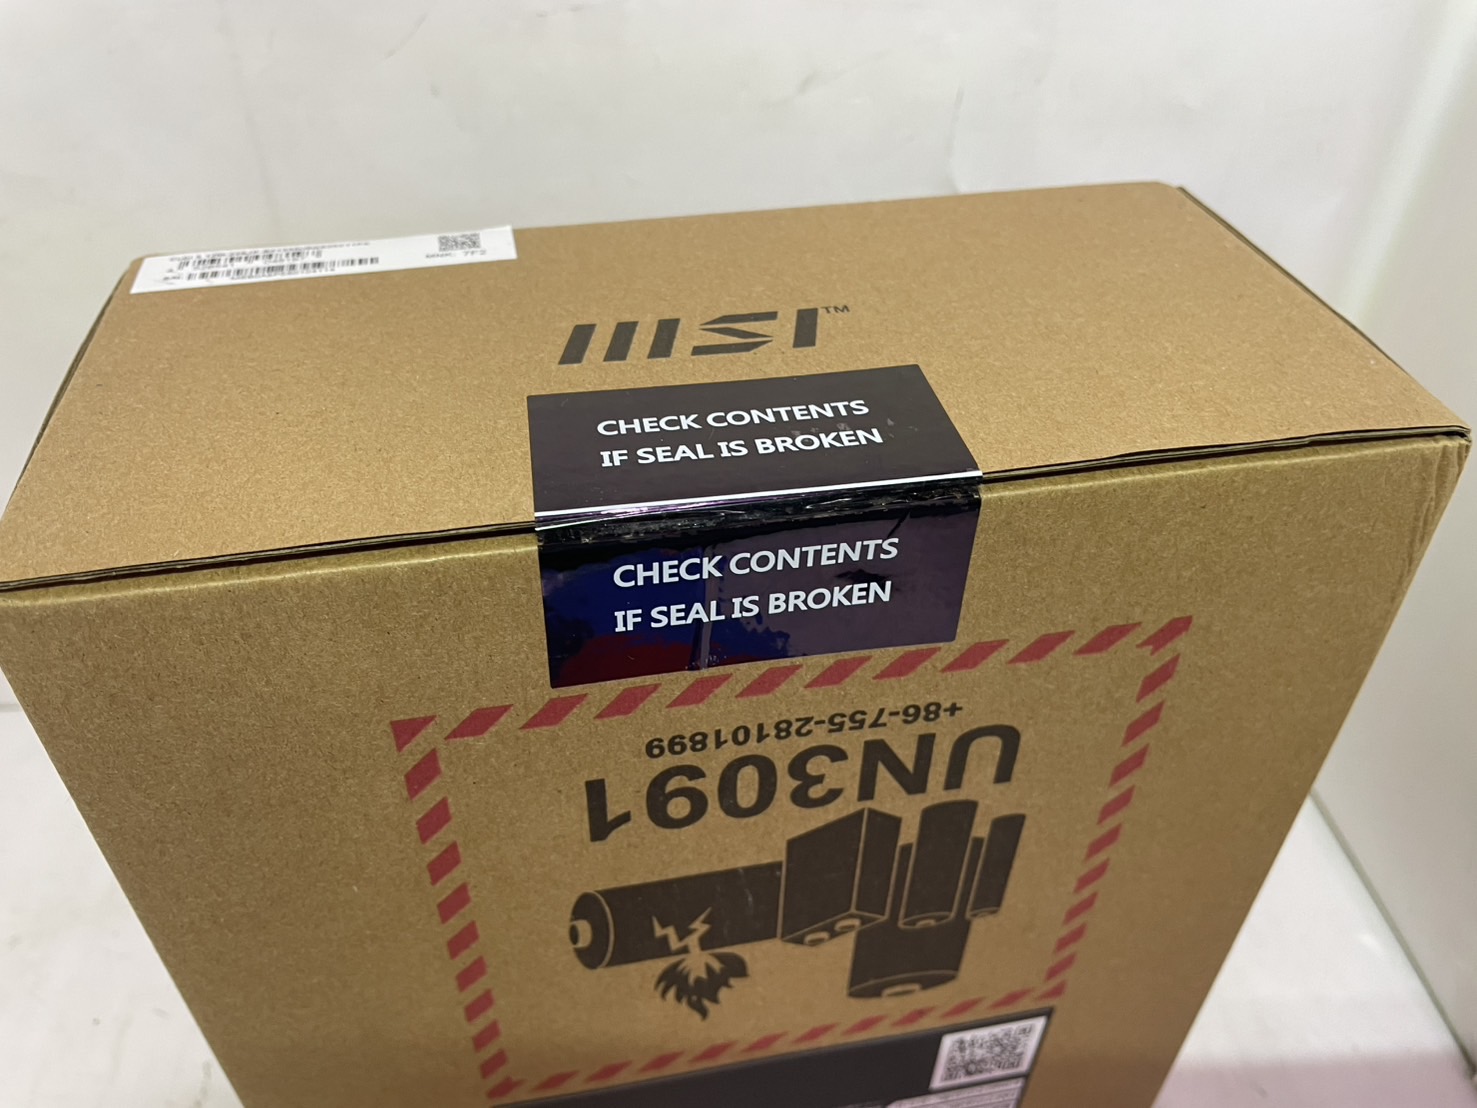 msi™
CHECK CONTENTS
IF SEAL IS BROKEN
CHECK CONTENTS
IF SEAL IS BROKEN
+86-755-28101899
UN3091